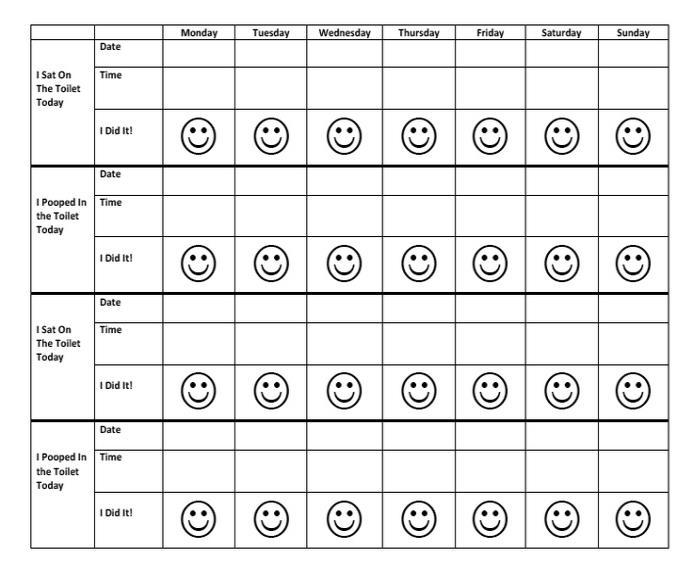 Monday Tuesday Wednesday Thursday Friday Saturday Sunday
Date
I Sat On
The Toilet
Today
Time
I Did It!
Date
I Pooped In
the Toilet
Today
Time
I Did It!
Date
I Sat On
The Toilet
Today
Time
I Did It!
Date
I Pooped In
the Toilet
Today
Time
I Did It!